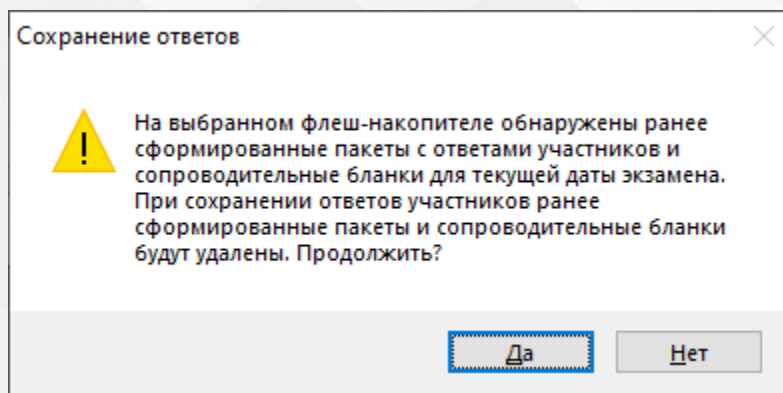 Сохранение ответов
На выбранном флеш-накопителе обнаружены ранее
сформированные пакеты с ответами участников и
сопроводительные бланки для текущей даты экзамена.
При сохранении ответов участников ранее
сформированные пакеты и сопроводительные бланки
будут удалены. Продолжить?
Да
Нет